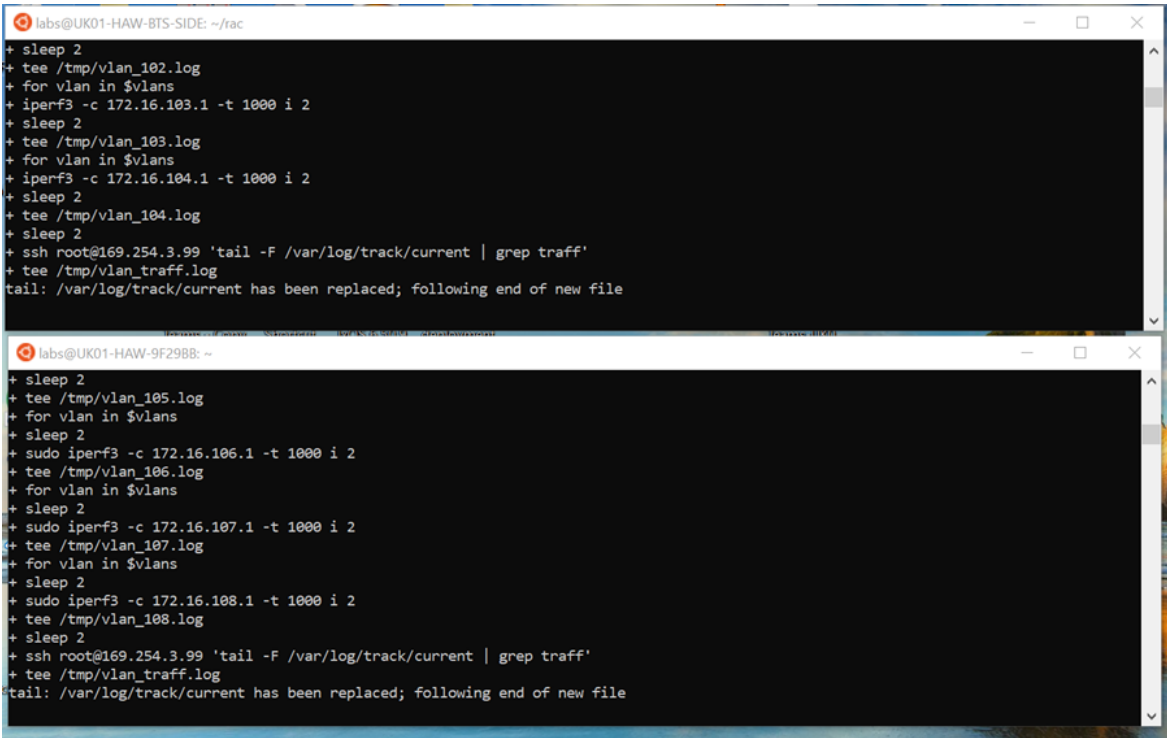 labs@UK01-HAW-BTS-SIDE: ~/rac
+ sleep 2
+ tee /tmp/vlan_102.log
+ for vlan in $vlans
+ iperf3 -c 172.16.103.1 -t 1000 i 2
+ sleep 2
+ tee /tmp/vlan_103.log
+ for vlan in $vlans
+ iperf3 -c 172.16.104.1 -t 1000 i 2
+ sleep 2
+ tee /tmp/vlan_104.log
+ sleep 2
+ ssh root@169.254.3.99 'tail -F /var/log/track/current | grep traff'
+ tee /tmp/vlan_traff.log
tail: /var/log/track/current has been replaced; following end of new file
labs@UK01-HAW-9F29BB: ~
+ sleep 2
+ tee /tmp/vlan_105.log
+ for vlan in $vlans
+ sleep 2
+ sudo iperf3 -c 172.16.106.1 -t 1000 i 2
+ tee /tmp/vlan_106.log
+ for vlan in $vlans
+ sleep 2
+ sudo iperf3 -c 172.16.107.1 -t 1000 i 2
+ tee /tmp/vlan_107.log
+ for vlan in $vlans
+ sleep 2
+ sudo iperf3 -c 172.16.108.1 -t 1000 i 2
+ tee /tmp/vlan_108.log
+ sleep 2
+ ssh root@169.254.3.99 'tail -F /var/log/track/current | grep traff'
+ tee /tmp/vlan_traff.log
tail: /var/log/track/current has been replaced; following end of new file